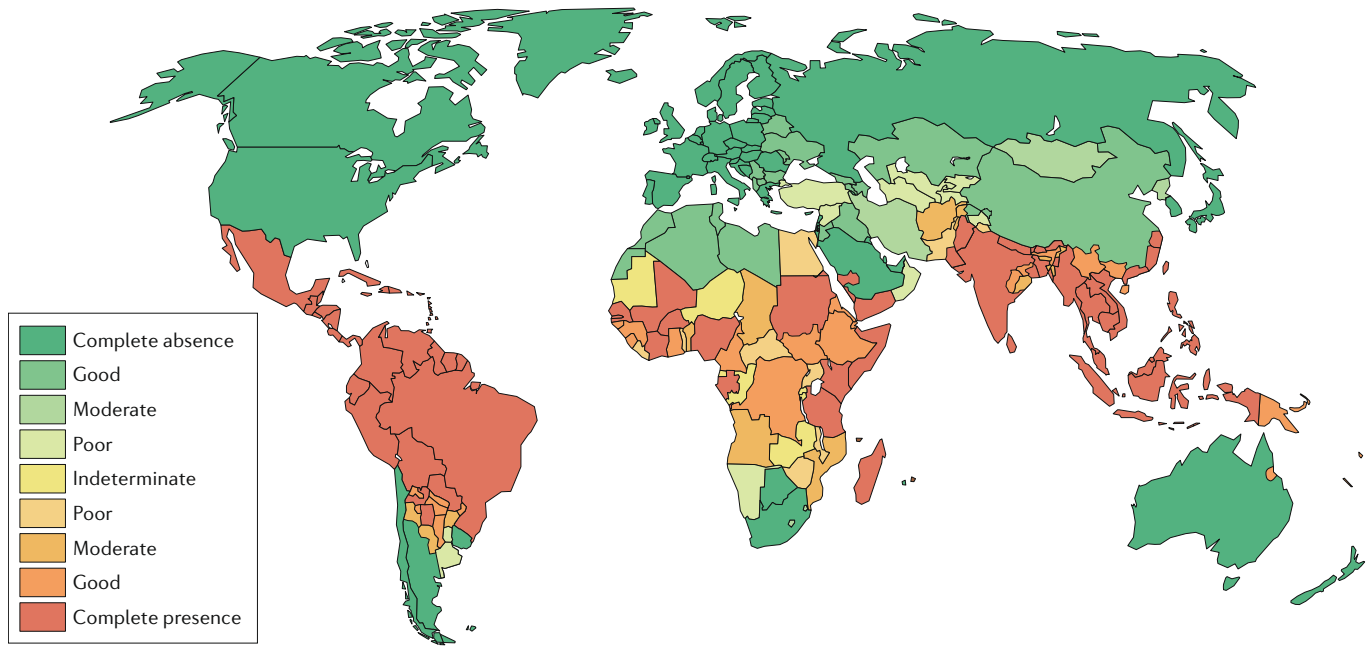 Complete absence
Good
Moderate
Poor
Indeterminate
Poor
Moderate
Good
Complete presence